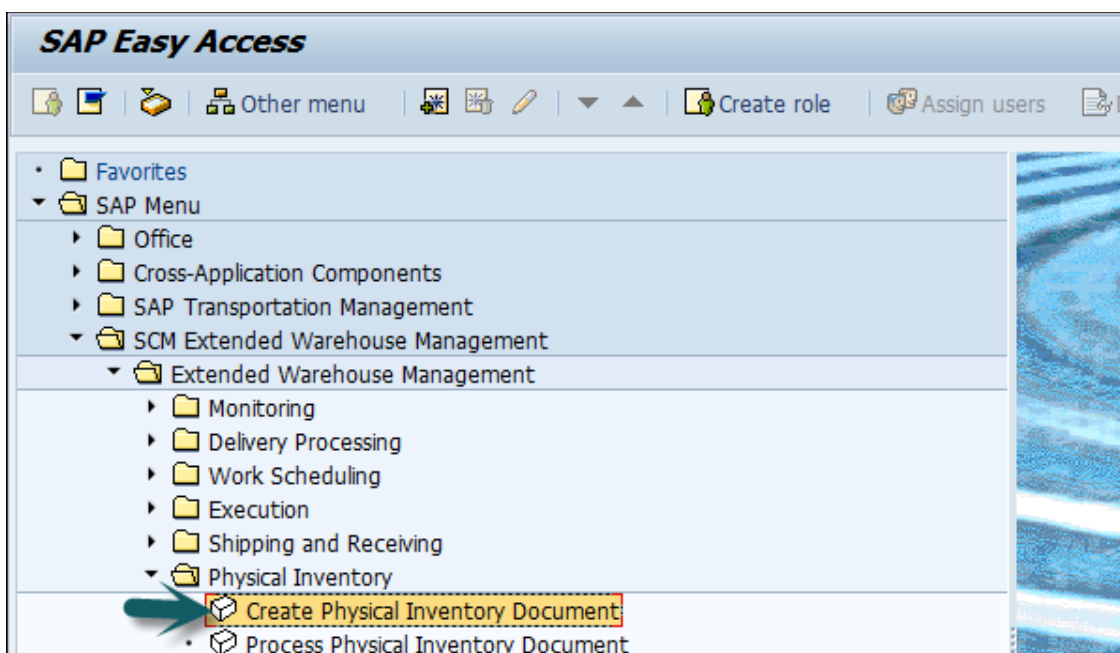 SAP Easy Access
Other menu Create role Assign users
Favorites
SAP Menu
Office
Cross-Application Components
SAP Transportation Management
SCM Extended Warehouse Management
Extended Warehouse Management
Monitoring
Delivery Processing
Work Scheduling
Execution
Shipping and Receiving
Physical Inventory
Create Physical Inventory Document
Process Physical Inventory Document